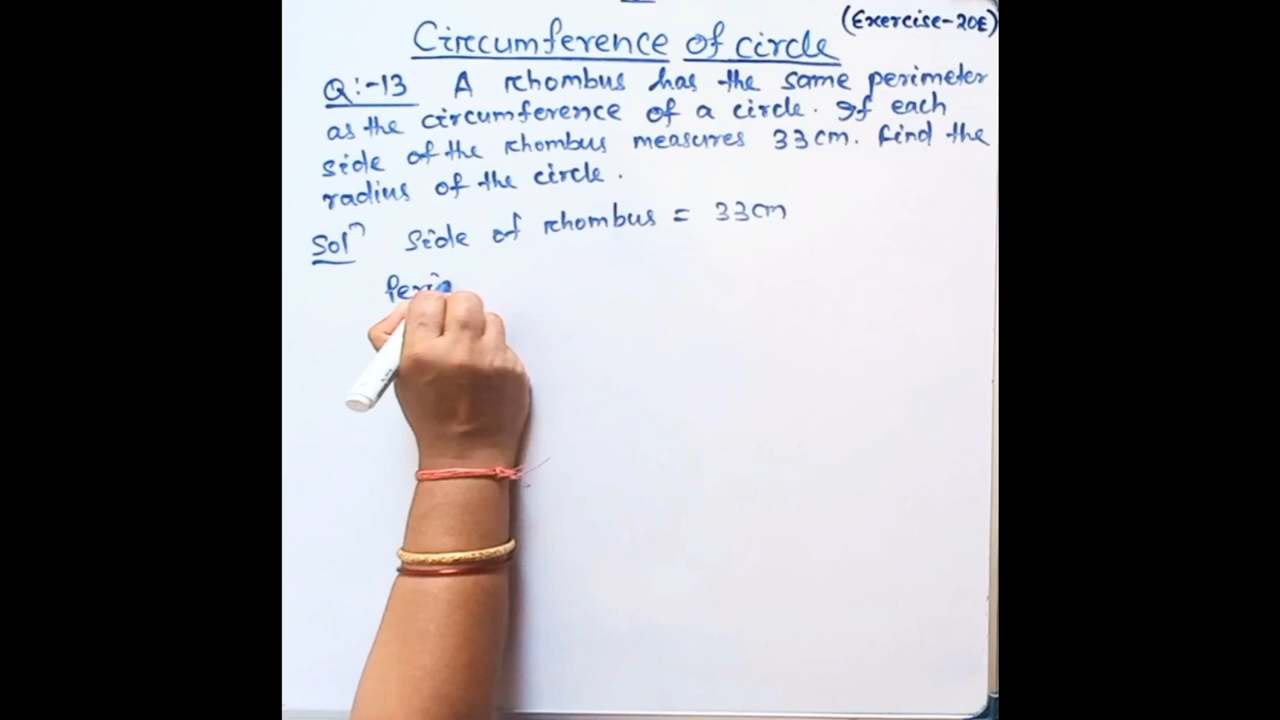 (Exercise-20E)
Circumference of circle
Q:-13 A rhombus has the same perimeter
as the circumference of a circle. If each
side of the rhombus measures 33cm. Find the
radius of the circle.
Solⁿ Side of rhombus = 33cm
Peri